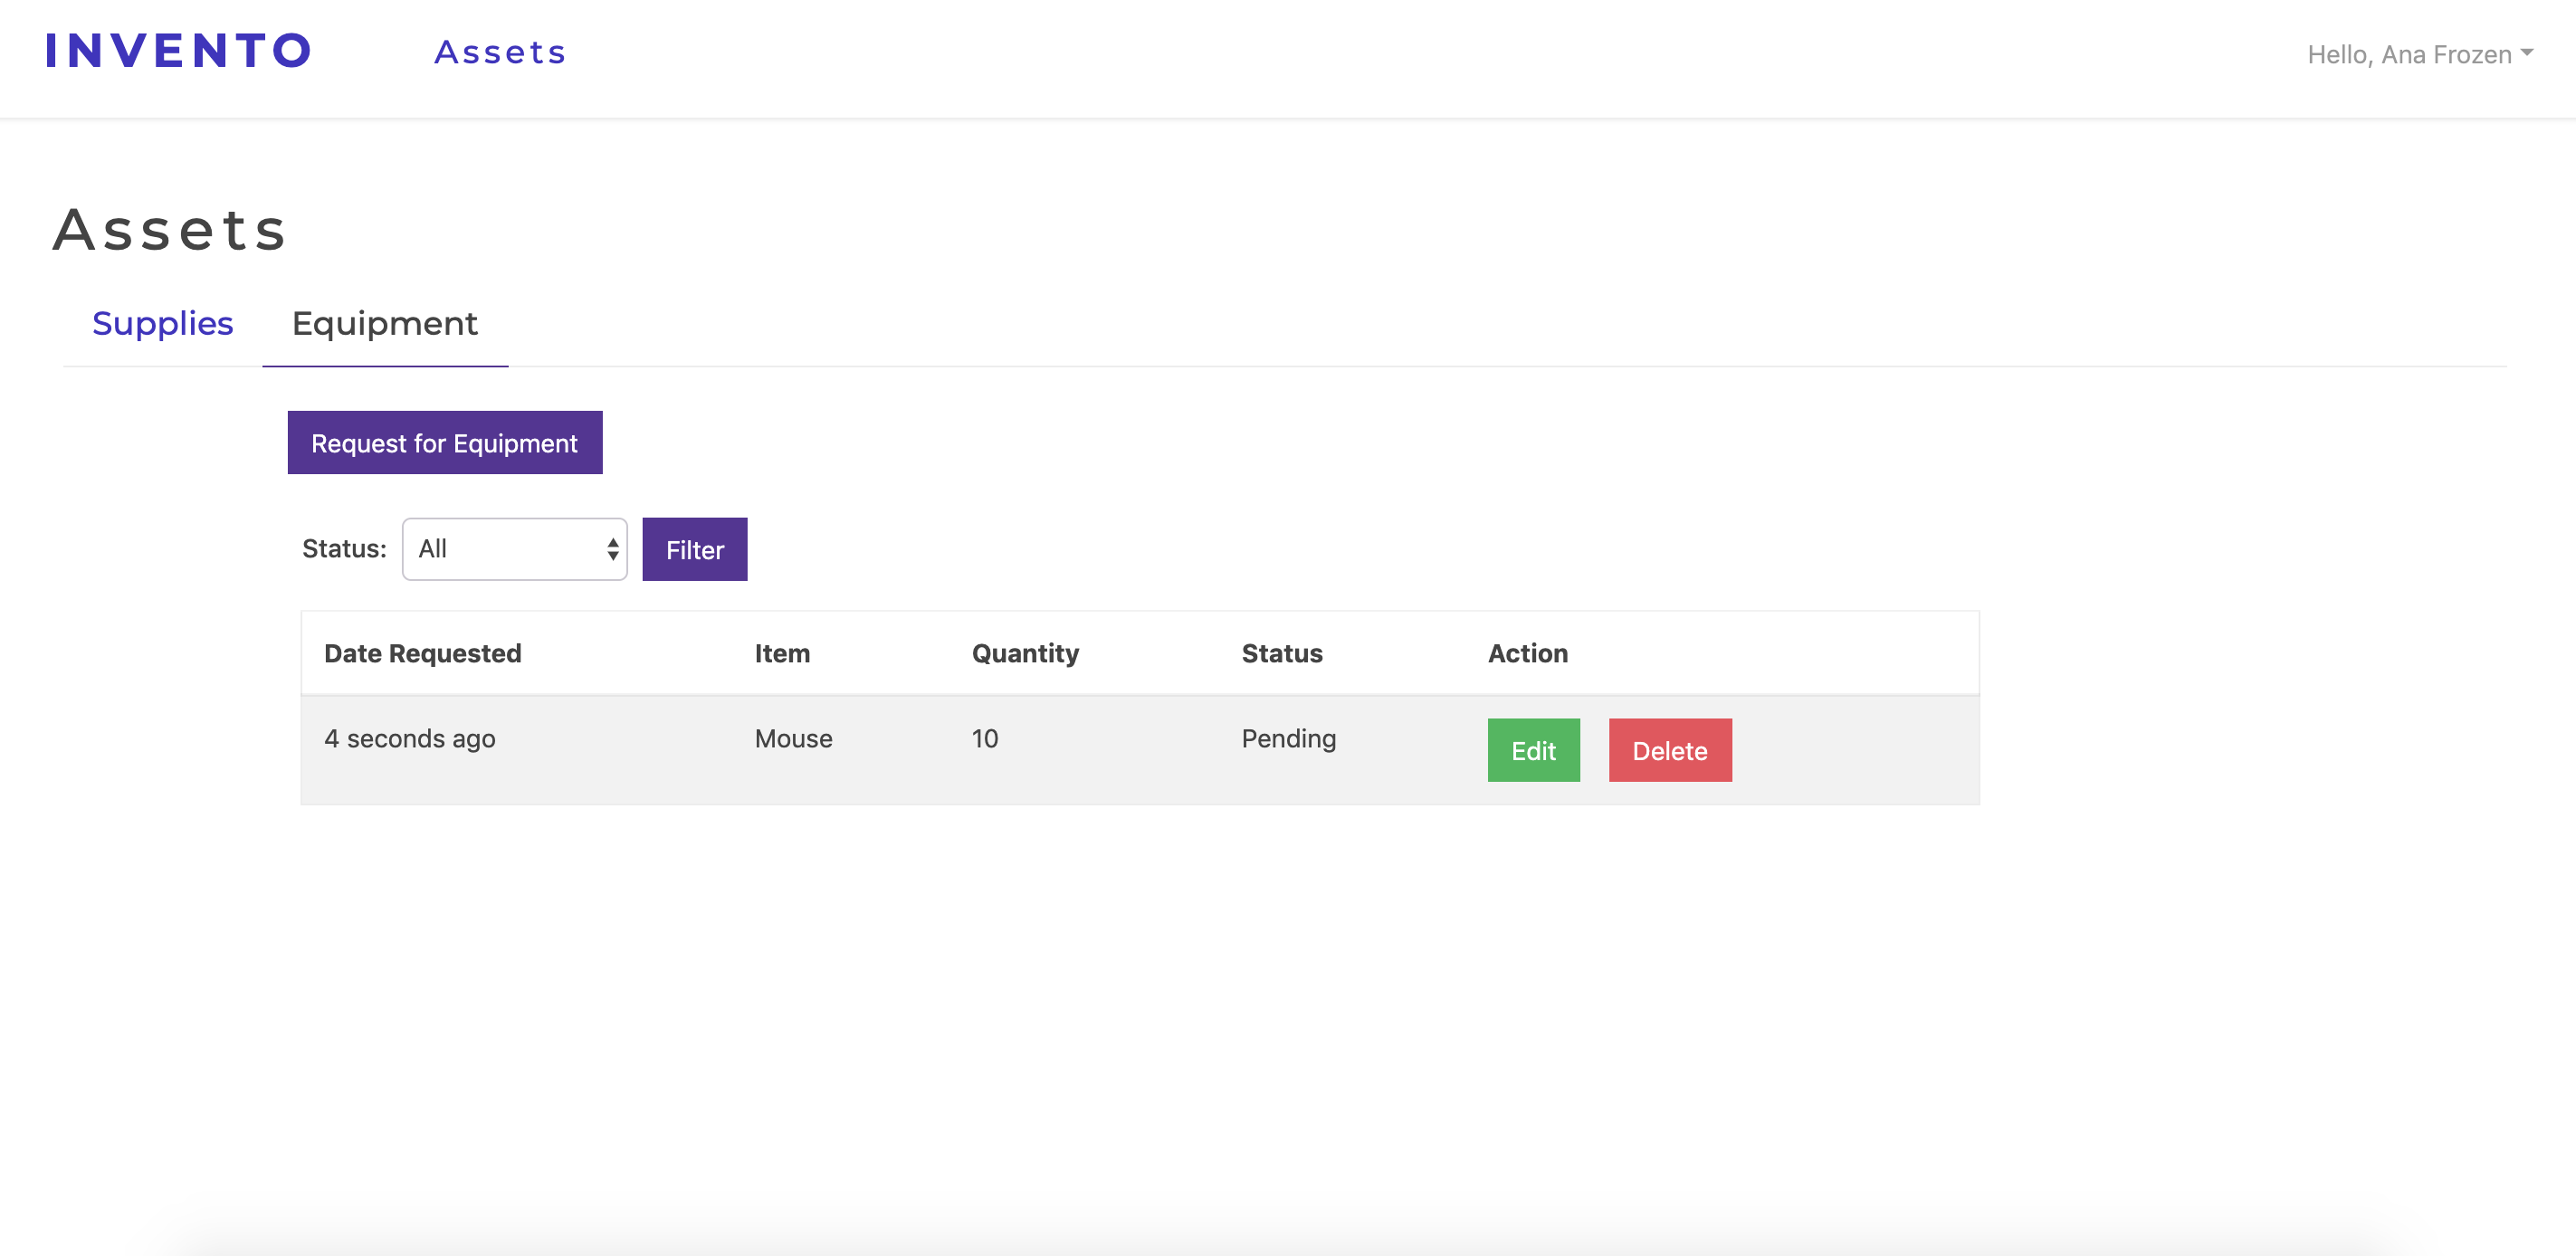 INVENTO Assets Hello, Ana Frozen
Assets
Supplies Equipment
Request for Equipment
Status: All Filter
Date Requested Item Quantity Status Action
4 seconds ago Mouse 10 Pending Edit Delete